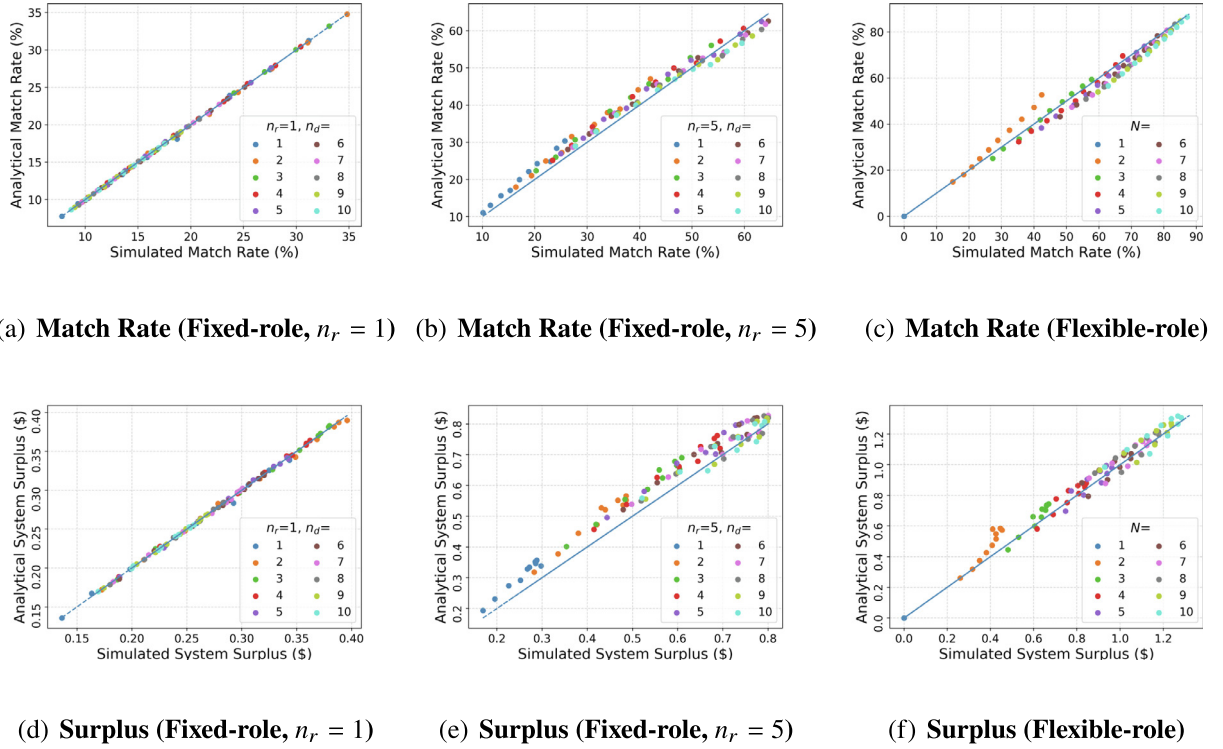 Analytical Match Rate (%)
35
30
25
20
15
10
n_r=1, n_d=
1 6
2 7
3 8
4 9
5 10
10 15 20 25 30 35
Simulated Match Rate (%)
(a) Match Rate (Fixed-role, n_r = 1)
Analytical Match Rate (%)
60
50
40
30
20
10
n_r=5, n_d=
1 6
2 7
3 8
4 9
5 10
10 20 30 40 50 60
Simulated Match Rate (%)
(b) Match Rate (Fixed-role, n_r = 5)
Analytical Match Rate (%)
80
60
40
20
0
N=
1 6
2 7
3 8
4 9
5 10
0 10 20 30 40 50 60 70 80 90
Simulated Match Rate (%)
(c) Match Rate (Flexible-role)
Analytical System Surplus ($)
0.40
0.35
0.30
0.25
0.20
0.15
n_r=1, n_d=
1 6
2 7
3 8
4 9
5 10
0.15 0.20 0.25 0.30 0.35 0.40
Simulated System Surplus ($)
(d) Surplus (Fixed-role, n_r = 1)
Analytical System Surplus ($)
0.8
0.7
0.6
0.5
0.4
0.3
0.2
n_r=5, n_d=
1 6
2 7
3 8
4 9
5 10
0.2 0.3 0.4 0.5 0.6 0.7 0.8
Simulated System Surplus ($)
(e) Surplus (Fixed-role, n_r = 5)
Analytical System Surplus ($)
1.2
1.0
0.8
0.6
0.4
0.2
0.0
N=
1 6
2 7
3 8
4 9
5 10
0.0 0.2 0.4 0.6 0.8 1.0 1.2
Simulated System Surplus ($)
(f) Surplus (Flexible-role)